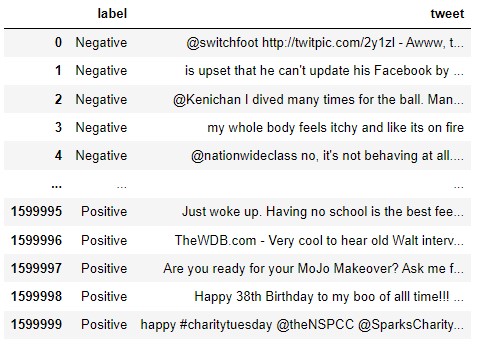 label tweet
0 Negative @switchfoot http://twitpic.com/2y1zl - Awww, t...
1 Negative is upset that he can't update his Facebook by ...
2 Negative @Kenichan I dived many times for the ball. Man...
3 Negative my whole body feels itchy and like its on fire
4 Negative @nationwideclass no, it's not behaving at all....
... ... ...
1599995 Positive Just woke up. Having no school is the best fee...
1599996 Positive TheWDB.com - Very cool to hear old Walt interv...
1599997 Positive Are you ready for your MoJo Makeover? Ask me f...
1599998 Positive Happy 38th Birthday to my boo of alll time!!! ...
1599999 Positive happy #charitytuesday @theNSPCC @SparksCharity...